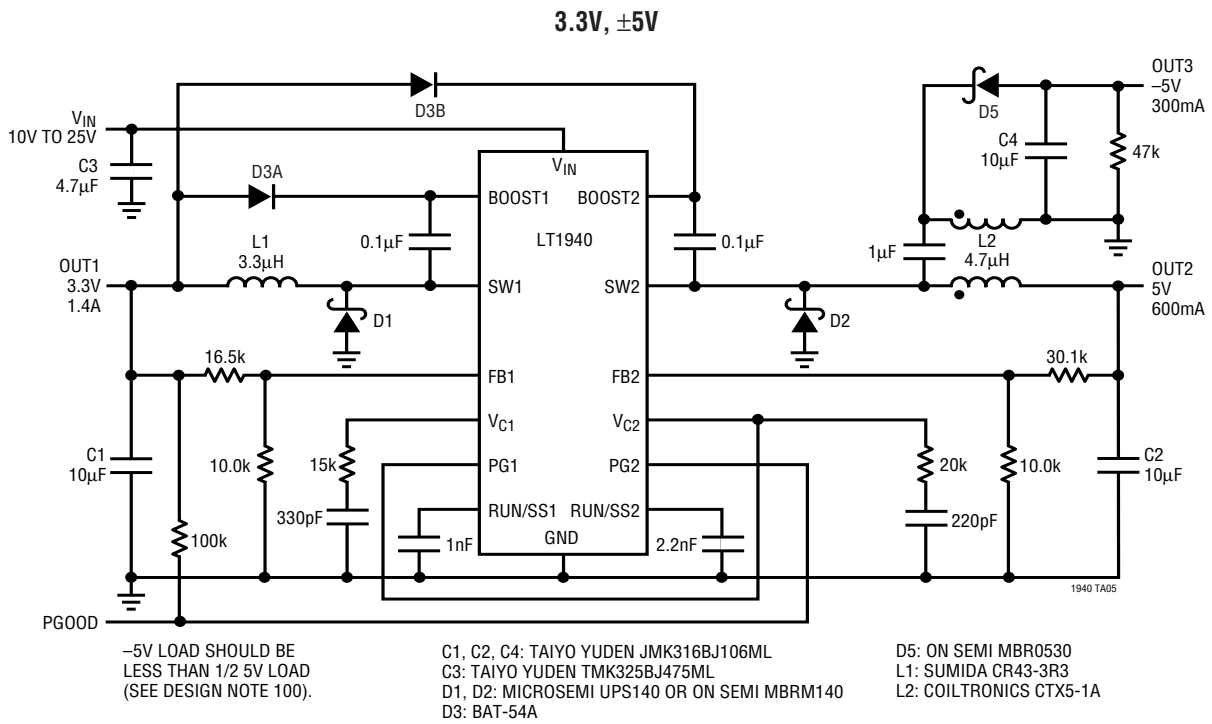 3.3V, ±5V
D3B
VIN
10V TO 25V
C3
4.7µF
D3A
VIN
BOOST1
BOOST2
LT1940
0.1µF
0.1µF
D5
OUT3
–5V
300mA
C4
10µF
47k
1µF
L2
4.7µH
OUT1
3.3V
1.4A
L1
3.3µH
SW1
SW2
OUT2
5V
600mA
D1
D2
16.5k
FB1
FB2
30.1k
VC1
VC2
C1
10µF
10.0k
15k
PG1
PG2
20k
10.0k
C2
10µF
330pF
RUN/SS1
RUN/SS2
GND
220pF
100k
1nF
2.2nF
1940 TA05
PGOOD
–5V LOAD SHOULD BE
LESS THAN 1/2 5V LOAD
(SEE DESIGN NOTE 100).
C1, C2, C4: TAIYO YUDEN JMK316BJ106ML
C3: TAIYO YUDEN TMK325BJ475ML
D1, D2: MICROSEMI UPS140 OR ON SEMI MBRM140
D3: BAT-54A
D5: ON SEMI MBR0530
L1: SUMIDA CR43-3R3
L2: COILTRONICS CTX5-1A